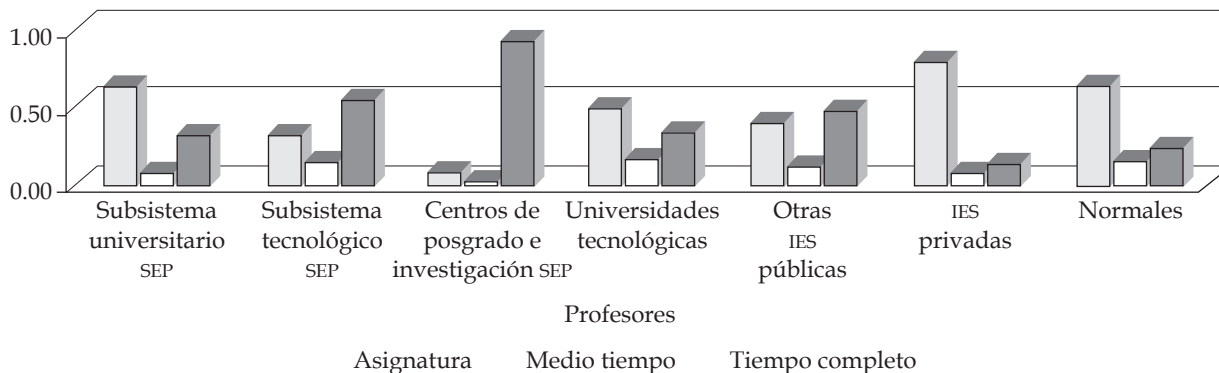 1.00
0.50
0.00
Subsistema
universitario
SEP
Subsistema
tecnológico
SEP
Centros de
posgrado e
investigación SEP
Universidades
tecnológicas
Otras
IES
públicas
IES
privadas
Normales
Profesores
Asignatura Medio tiempo Tiempo completo